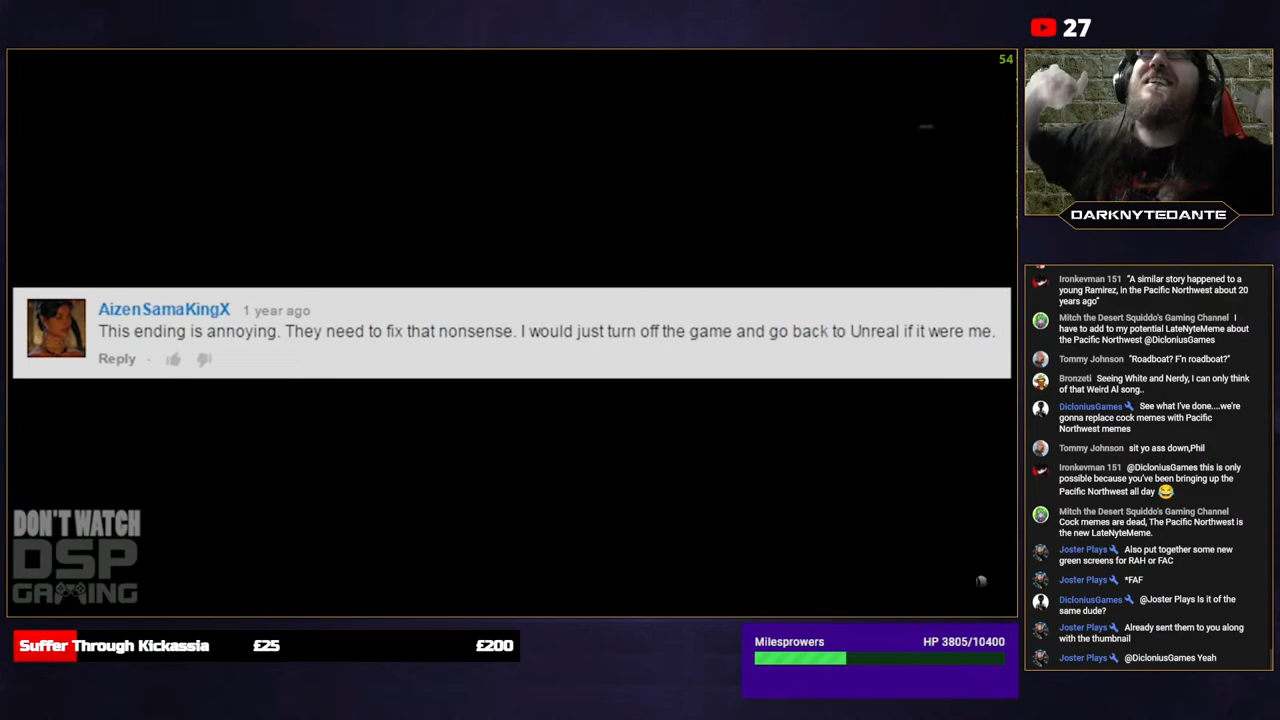 27
54
DARKNYTEDANTE
AizenSamaKingX 1 year ago
This ending is annoying. They need to fix that nonsense. I would just turn off the game and go back to Unreal if it were me.
Reply
DON'T WATCH
DSP
GAMING
Suffer Through Kickassia £25 £200
Milesprowers HP 3805/10400
Ironkevman 151 "A similar story happened to a
young Ramirez, in the Pacific Northwest about 20
years ago"
Mitch the Desert Squiddo's Gaming Channel I
have to add to my potential LateNyteMeme about
the Pacific Northwest @DicloniusGames
Tommy Johnson "Roadboat? F'n roadboat?"
Bronzeti Seeing White and Nerdy, I can only think
of that Weird Al song..
DicloniusGames See what I've done....we're
gonna replace cock memes with Pacific
Northwest memes
Tommy Johnson sit yo ass down,Phil
Ironkevman 151 @DicloniusGames this is only
possible because you've been bringing up the
Pacific Northwest all day 😂
Mitch the Desert Squiddo's Gaming Channel
Cock memes are dead, The Pacific Northwest is
the new LateNyteMeme.
Joster Plays Also put together some new
green screens for RAH or FAC
Joster Plays *FAF
DicloniusGames @Joster Plays Is it of the
same dude?
Joster Plays Already sent them to you along
with the thumbnail
Joster Plays @DicloniusGames Yeah